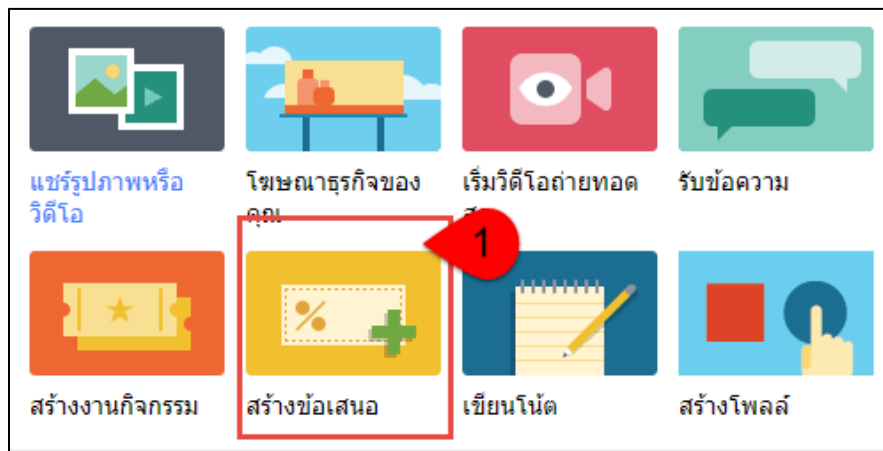 แชร์รูปภาพหรือ
วิดีโอ
โฆษณาธุรกิจของ
คุณ
เริ่มวิดีโอถ่ายทอด
รับข้อความ
1
%
สร้างงานกิจกรรม
สร้างข้อเสนอ
เขียนโน้ต
สร้างโพลล์